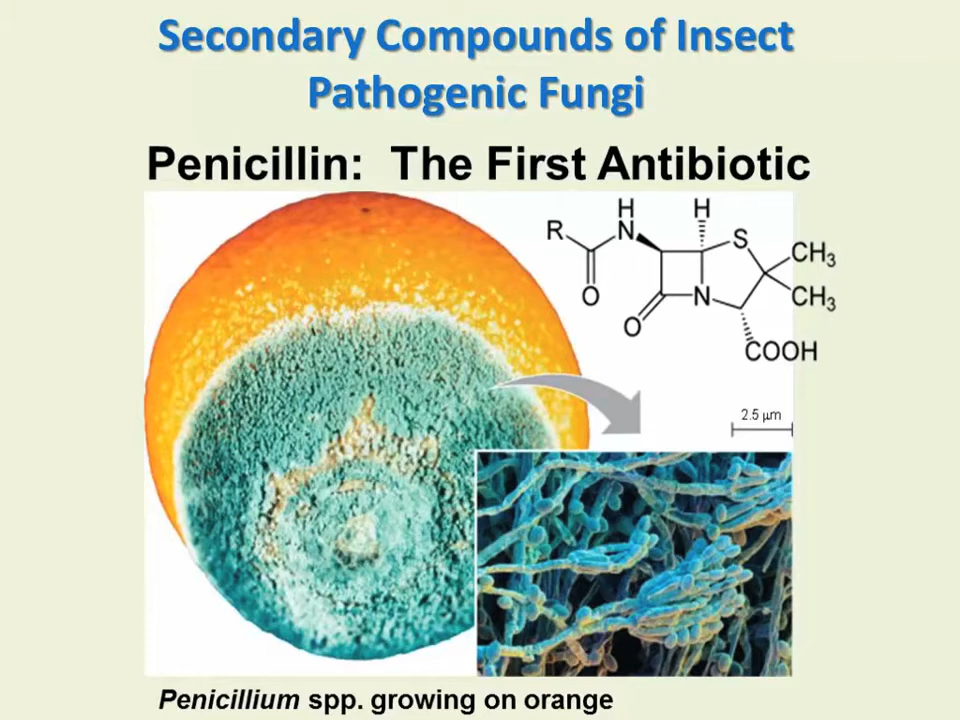 Secondary Compounds of Insect
Pathogenic Fungi
Penicillin: The First Antibiotic
H
N
H
R
S
CH3
CH3
N
O
O
COOH
2.5 µm
Penicillium spp. growing on orange